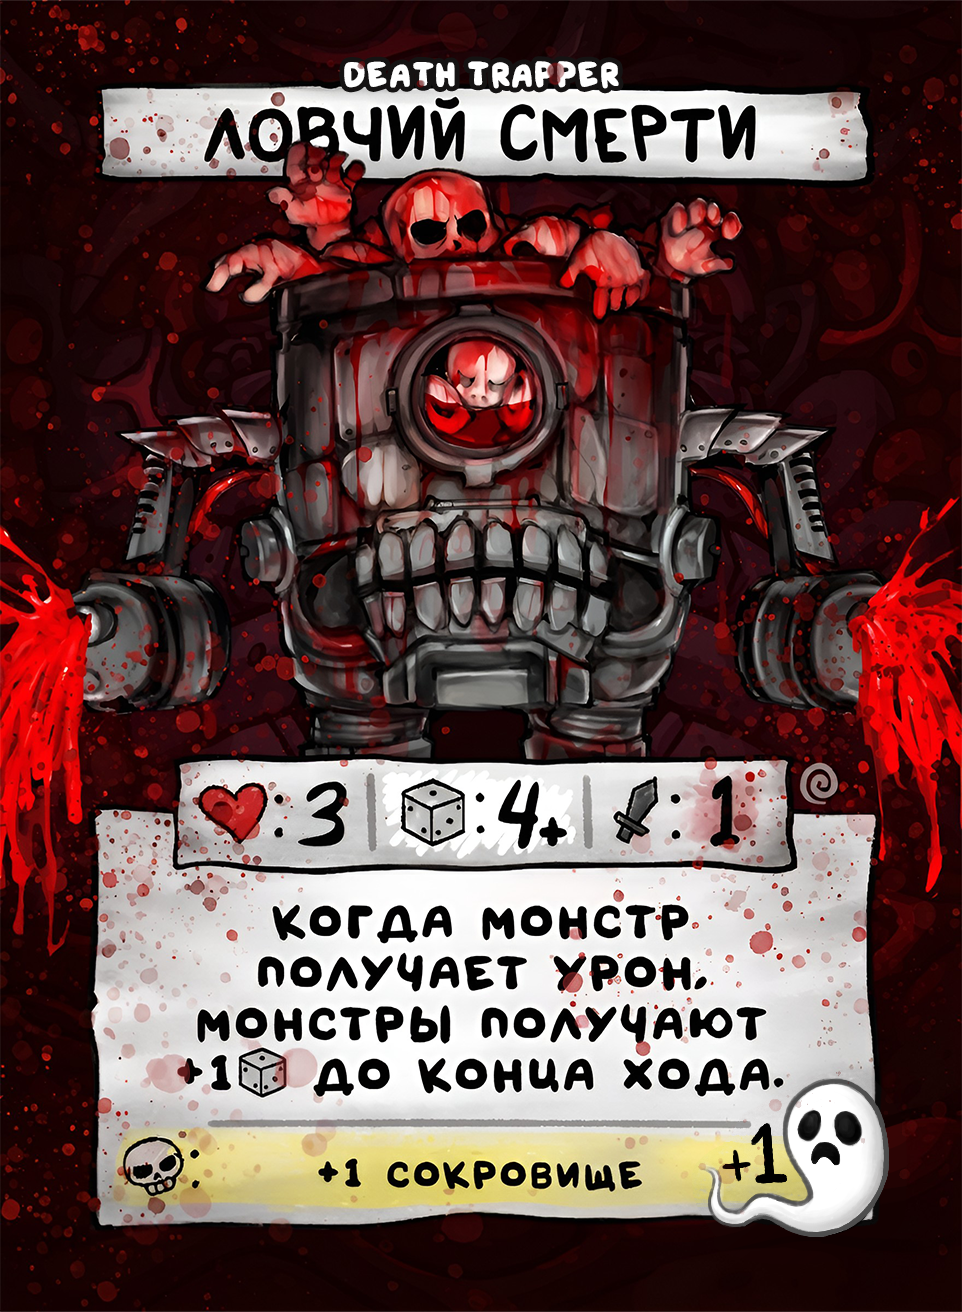 DEATH TRAPPER
ЛОВЧИЙ СМЕРТИ
:3 :4+ :1
КОГДА МОНСТР
ПОЛУЧАЕТ УРОН,
МОНСТРЫ ПОЛУЧАЮТ
+1 ДО КОНЦА ХОДА.
: +1 СОКРОВИЩЕ +1